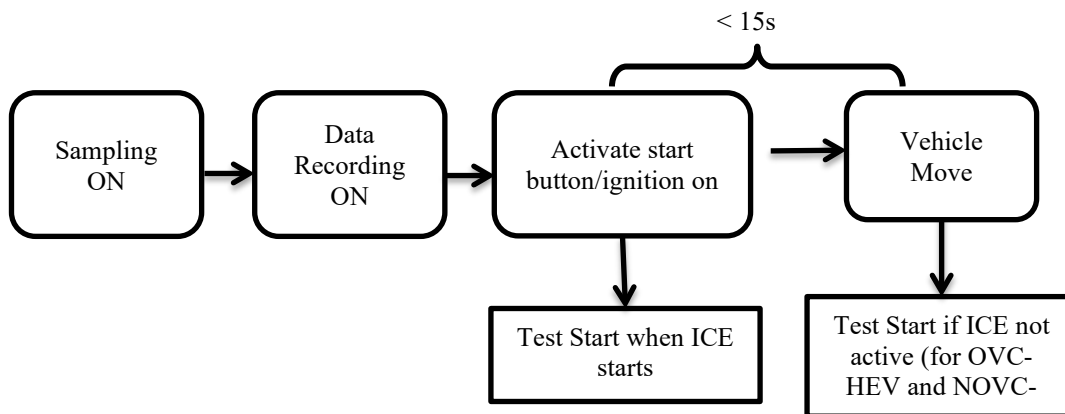 < 15s
Sampling
ON
Data
Recording
ON
Activate start
button/ignition on
Vehicle
Move
Test Start when ICE
starts
Test Start if ICE not
active (for OVC-
HEV and NOVC-